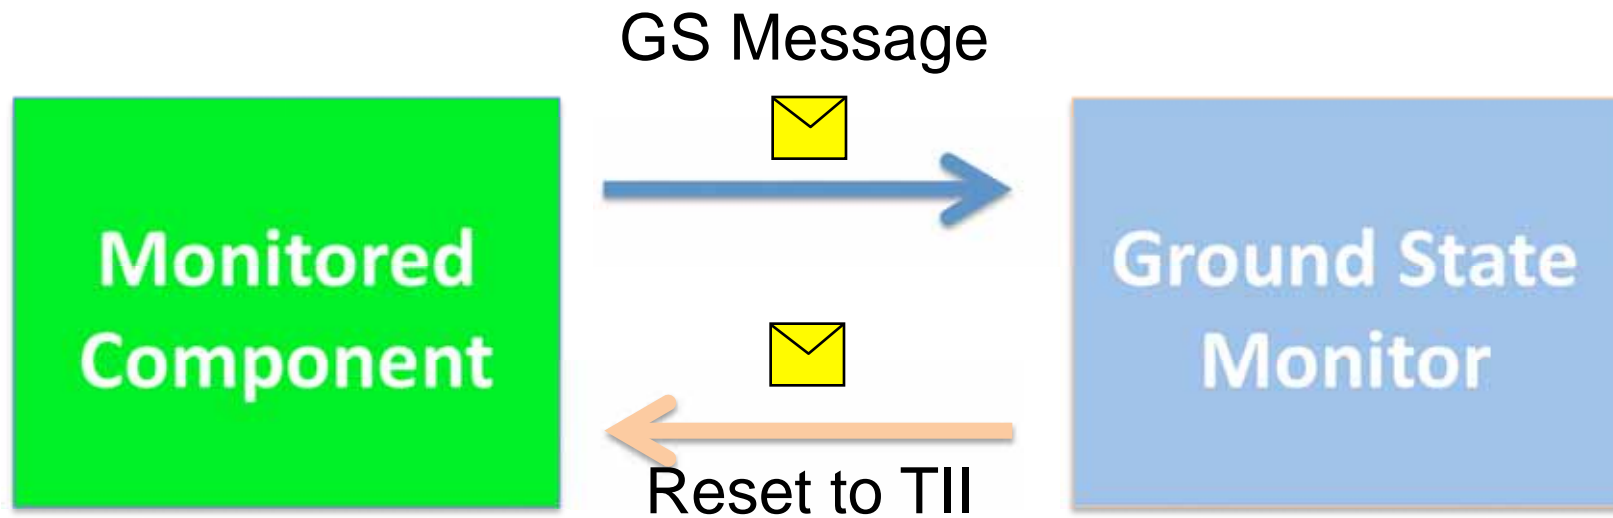 GS Message
Monitored
Component
Ground State
Monitor
Reset to TII